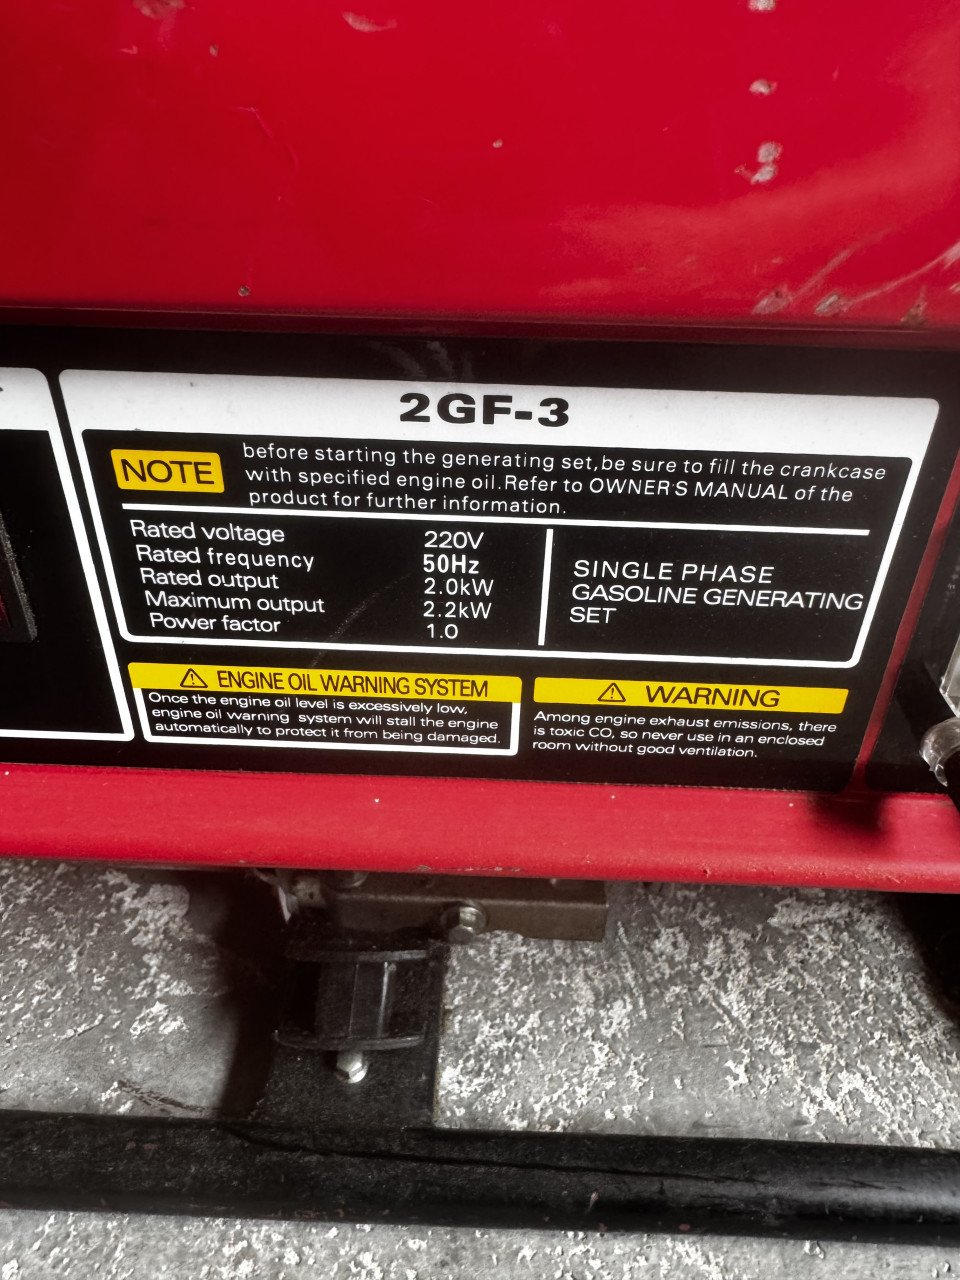 2GF-3
NOTE
before starting the generating set,be sure to fill the crankcase
with specified engine oil.Refer to OWNER'S MANUAL of the
product for further information.
Rated voltage 220V
Rated frequency 50Hz
Rated output 2.0kW
Maximum output 2.2kW
Power factor 1.0
SINGLE PHASE
GASOLINE GENERATING
SET
⚠ ENGINE OIL WARNING SYSTEM
Once the engine oil level is excessively low,
engine oil warning system will stall the engine
automatically to protect it from being damaged.
⚠ WARNING
Among engine exhaust emissions, there
is toxic CO, so never use in an enclosed
room without good ventilation.